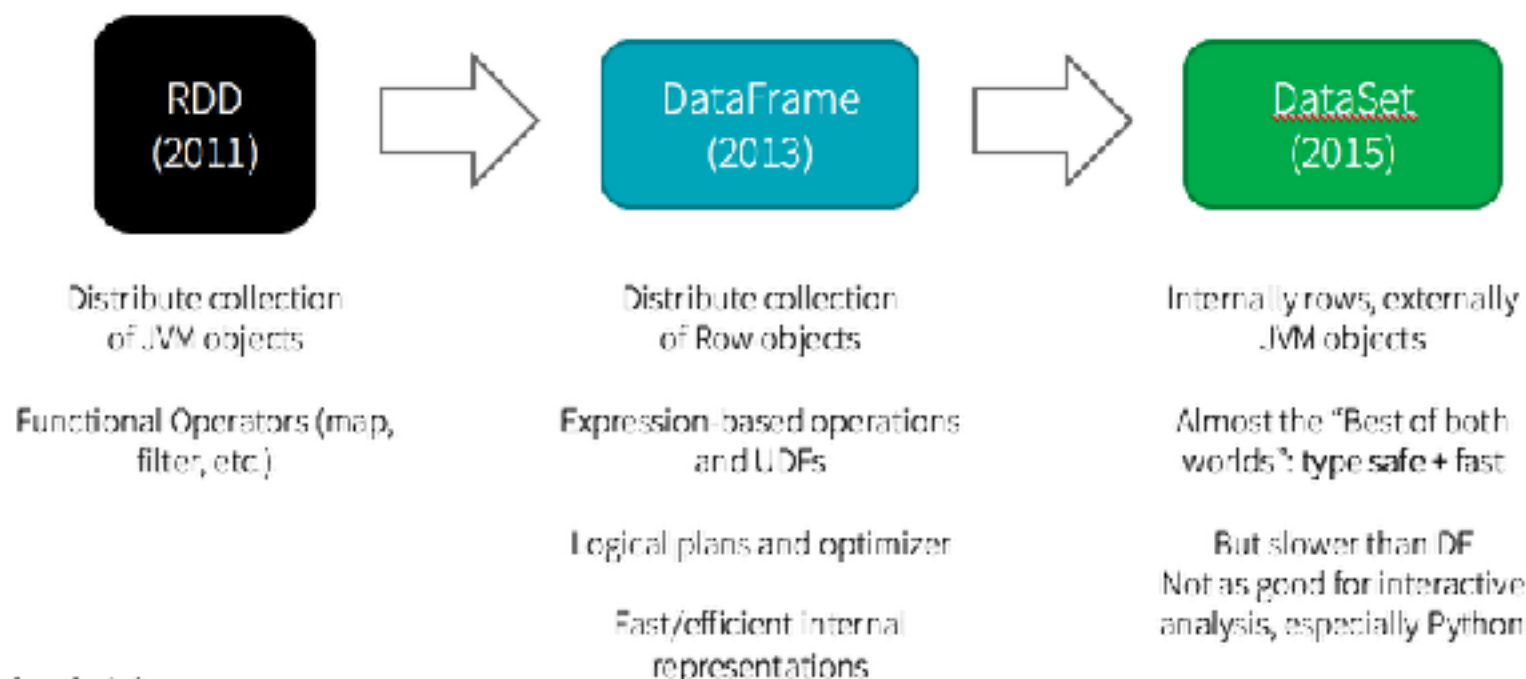 RDD
(2011)
DataFrame
(2013)
DataSet
(2015)
Distribute collection
of JVM objects
Functional Operators (map,
filter, etc.)
Distribute collection
of Row objects
Expression-based operations
and UDFs
Logical plans and optimizer
Fast/efficient internal
representations
Internally rows, externally
JVM objects
Almost the “Best of both
worlds”: type safe + fast
But slower than DF
Not as good for interactive
analysis, especially Python